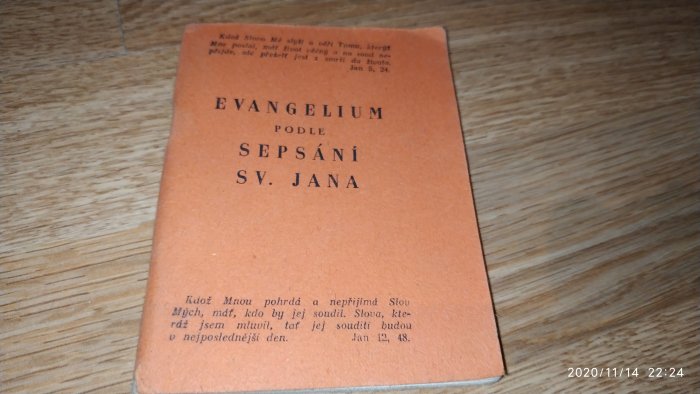 Kdož Slovo Mé slyší a věří Tomu, kterýž
Mne poslal, máť život věčný a na soud ne-
přijde, ale přešelť jest z smrti do života.
Jan 5, 24.
EVANGELIUM
PODLE
SEPSÁNÍ
SV. JANA
Kdož Mnou pohrdá a nepřijímá Slov
Mých, máť, kdo by jej soudil. Slova, kte-
ráž jsem mluvil, tať jej souditi budou
v nejposlednější den. Jan 12, 48.
2020/11/14 22:24